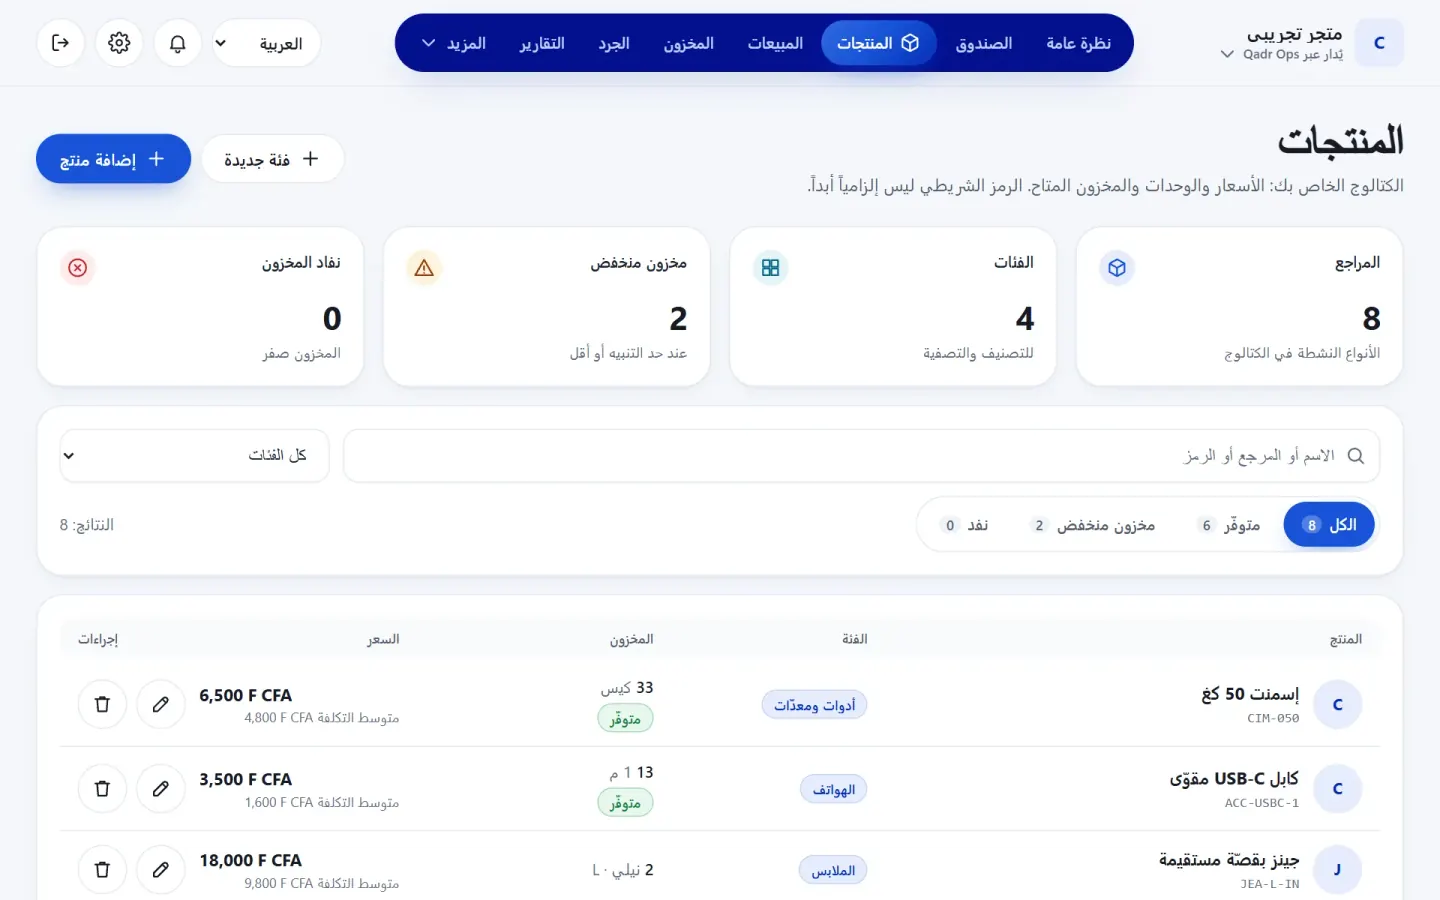 C
متجر تجريبي
يُدار عبر Qadr Ops
نظرة عامة
الصندوق
المنتجات
المبيعات
المخزون
الجرد
التقارير
المزيد
العربية
المنتجات
الكتالوج الخاص بك: الأسعار والوحدات والمخزون المتاح. الرمز الشريطي ليس إلزامياً أبداً.
فئة جديدة
إضافة منتج
المراجع
8
الأنواع النشطة في الكتالوج
الفئات
4
للتصنيف والتصفية
مخزون منخفض
2
عند حد التنبيه أو أقل
نفاد المخزون
0
المخزون صفر
الاسم أو المرجع أو الرمز
كل الفئات
الكل 8
متوفّر 6
مخزون منخفض 2
نفد 0
النتائج: 8
المنتج
الفئة
المخزون
السعر
إجراءات
C
إسمنت 50 كغ
CIM-050
أدوات ومعدّات
33 كيس
متوفّر
6,500 F CFA
متوسط التكلفة 4,800 F CFA
C
كابل USB-C مقوّى
ACC-USBC-1
الهواتف
13 1 م
متوفّر
3,500 F CFA
متوسط التكلفة 1,600 F CFA
J
جينز بقصّة مستقيمة
JEA-L-IN
الملابس
2 نيلي · L
18,000 F CFA
متوسط التكلفة 9,800 F CFA